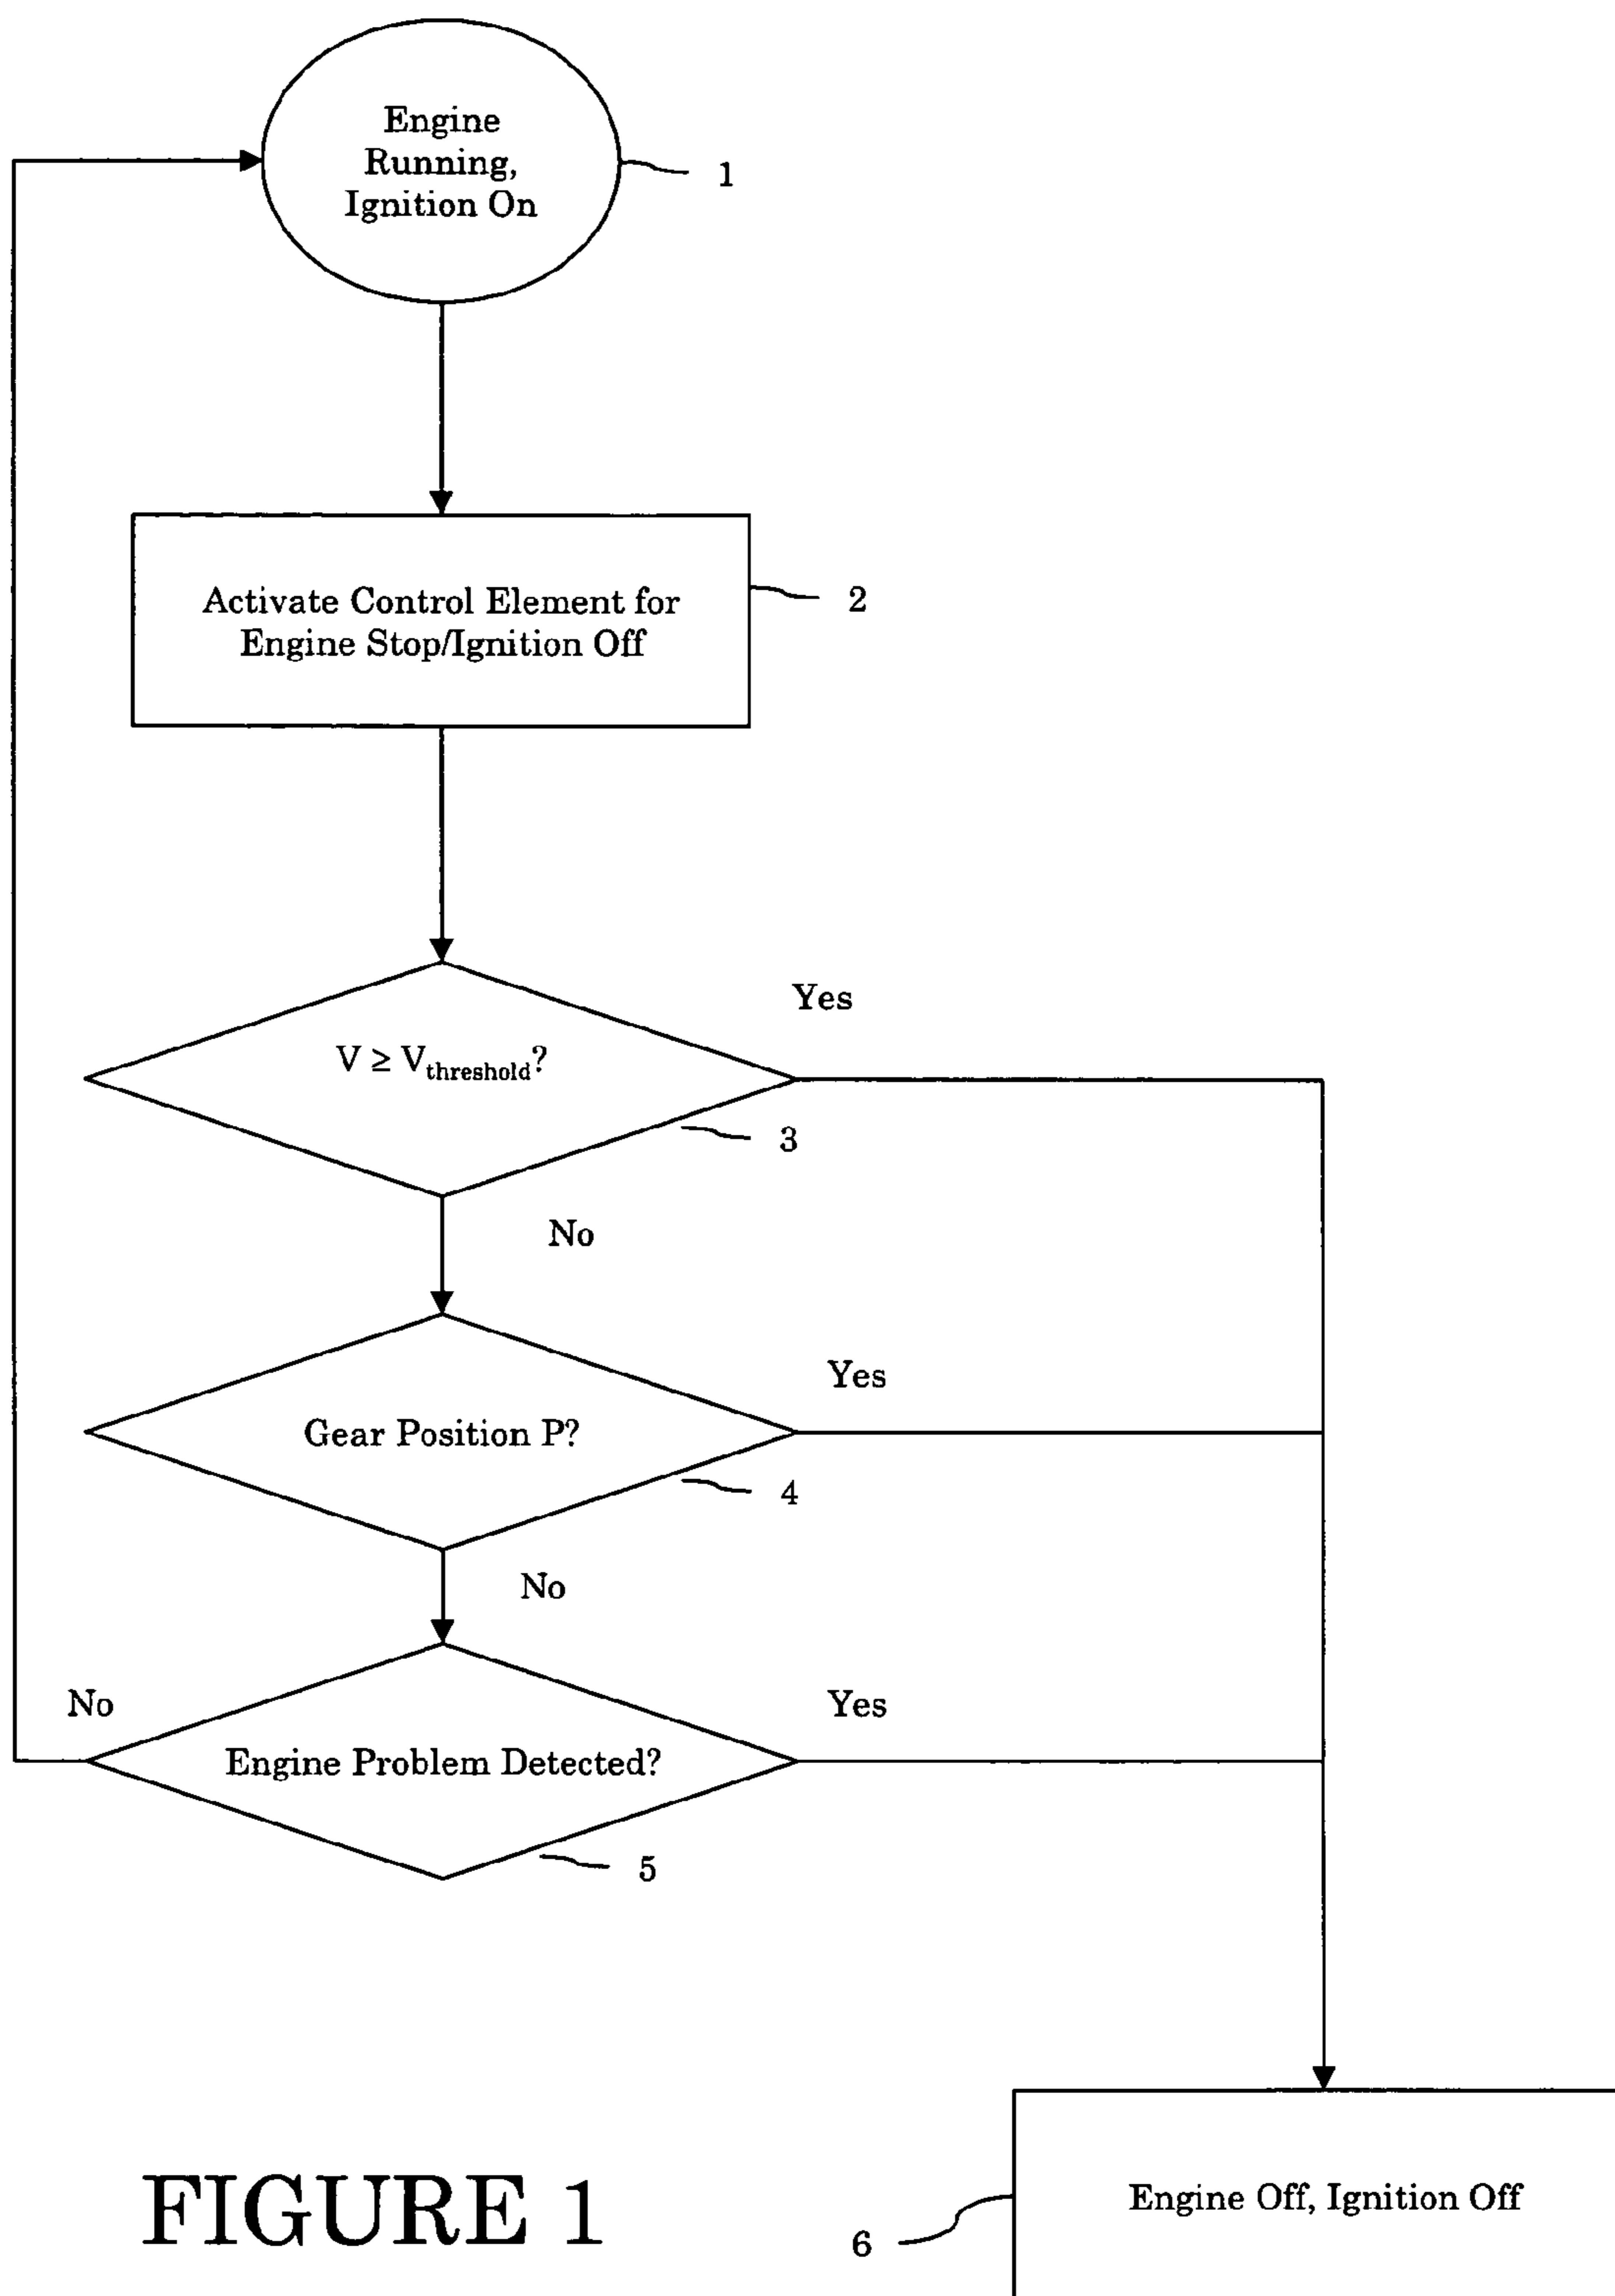 Engine
Running,
Ignition On
1
Activate Control Element for
Engine Stop/Ignition Off
2
Yes
V ≥ Vthreshold?
3
No
Yes
Gear Position P?
4
No
No
Yes
Engine Problem Detected?
5
Engine Off, Ignition Off
6
FIGURE 1